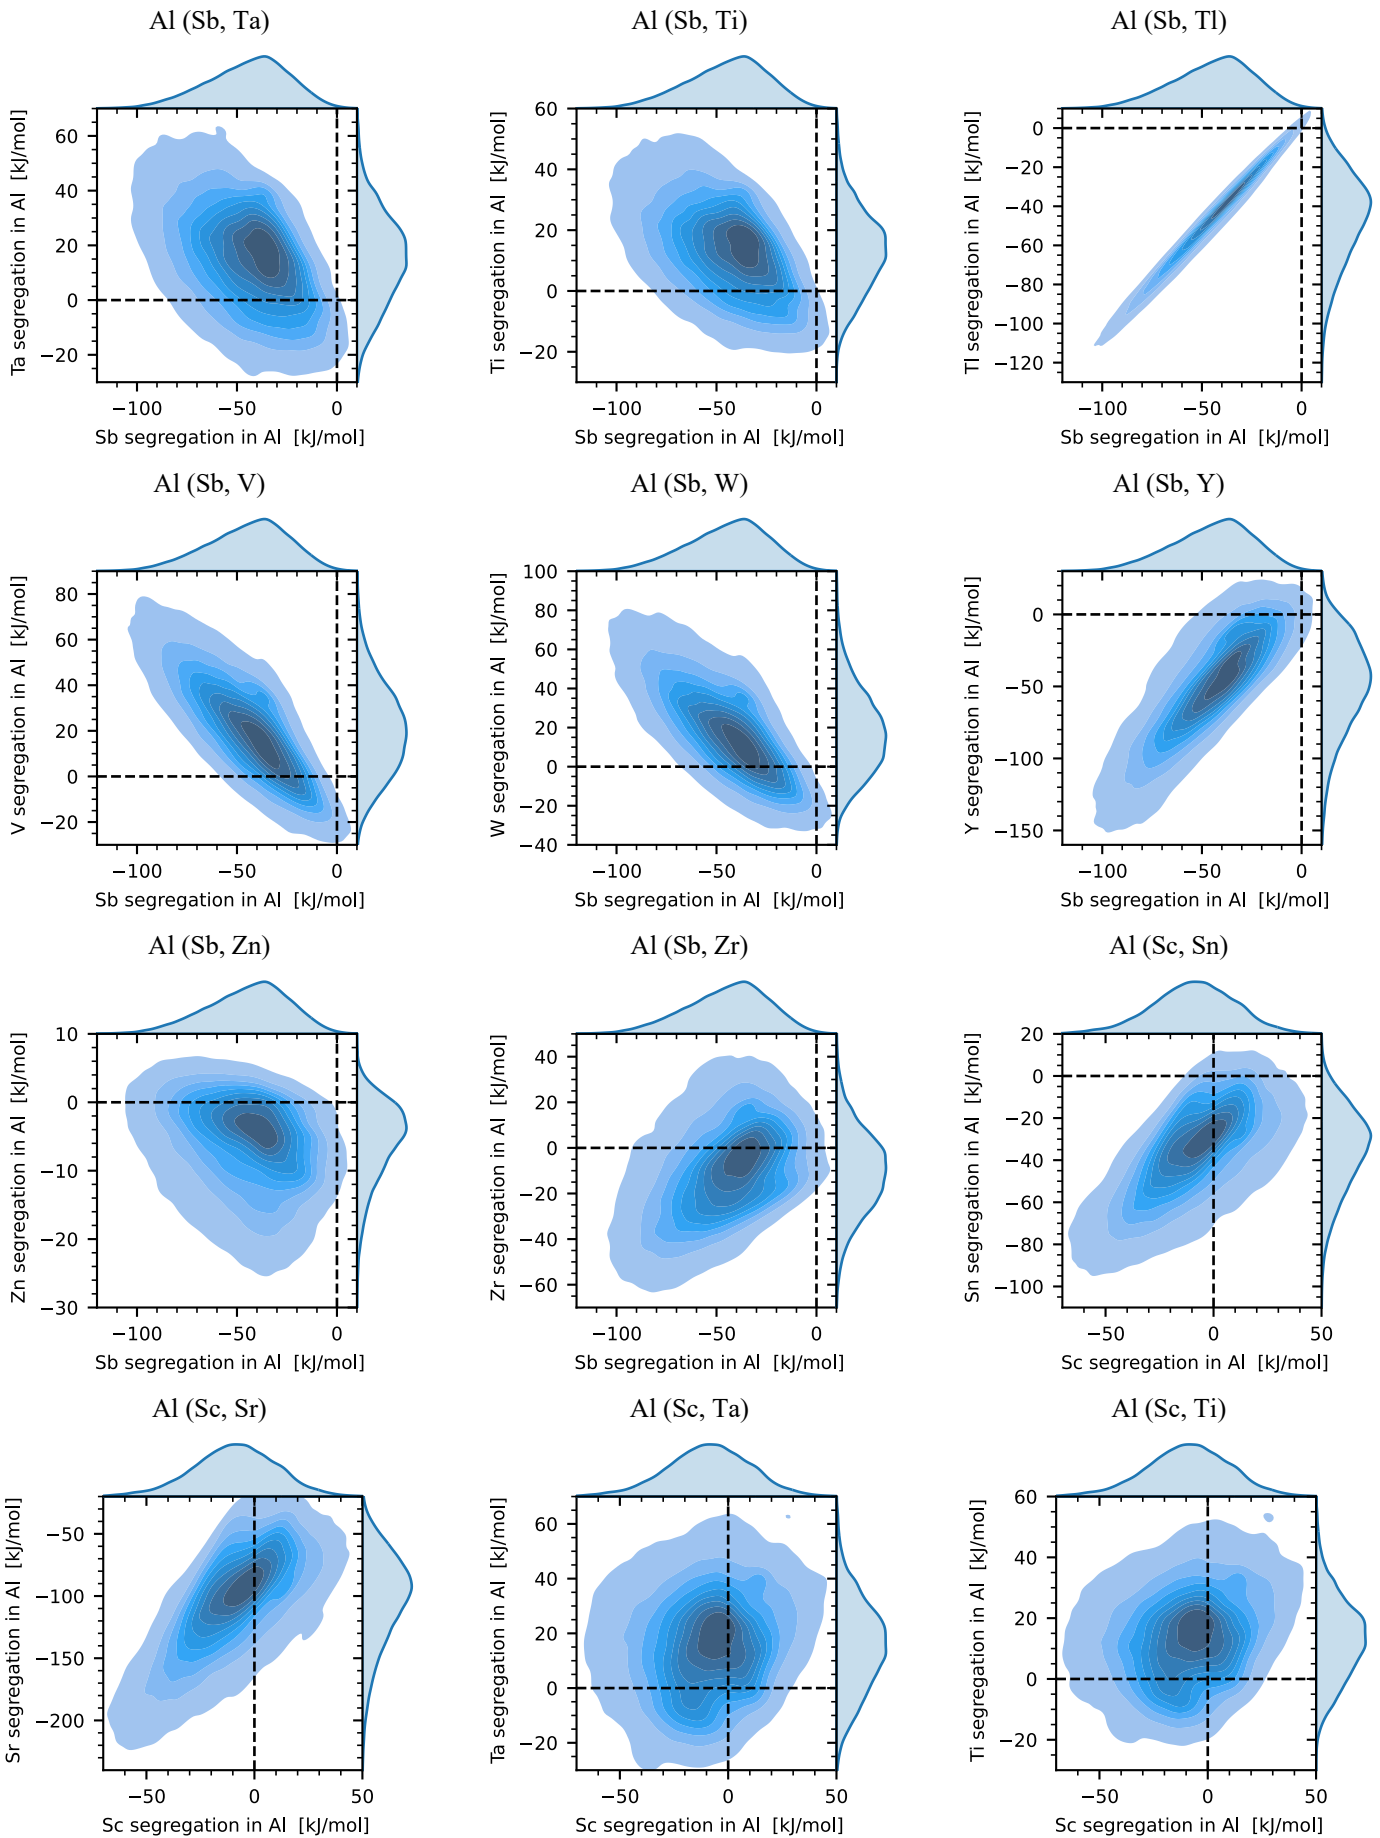 Al (Sb, Ta)
Al (Sb, Ti)
Al (Sb, Tl)
Ta segregation in Al [kJ/mol]
60
40
20
0
−20
−100
−50
0
Sb segregation in Al [kJ/mol]
Ti segregation in Al [kJ/mol]
60
40
20
0
−20
−100
−50
0
Sb segregation in Al [kJ/mol]
Tl segregation in Al [kJ/mol]
0
−20
−40
−60
−80
−100
−120
−100
−50
0
Sb segregation in Al [kJ/mol]
Al (Sb, V)
Al (Sb, W)
Al (Sb, Y)
V segregation in Al [kJ/mol]
80
60
40
20
0
−20
−100
−50
0
Sb segregation in Al [kJ/mol]
W segregation in Al [kJ/mol]
100
80
60
40
20
0
−20
−40
−100
−50
0
Sb segregation in Al [kJ/mol]
Y segregation in Al [kJ/mol]
0
−50
−100
−150
−100
−50
0
Sb segregation in Al [kJ/mol]
Al (Sb, Zn)
Al (Sb, Zr)
Al (Sc, Sn)
Zn segregation in Al [kJ/mol]
10
0
−10
−20
−30
−100
−50
0
Sb segregation in Al [kJ/mol]
Zr segregation in Al [kJ/mol]
40
20
0
−20
−40
−60
−100
−50
0
Sb segregation in Al [kJ/mol]
Sn segregation in Al [kJ/mol]
20
0
−20
−40
−60
−80
−100
−50
0
50
Sc segregation in Al [kJ/mol]
Al (Sc, Sr)
Al (Sc, Ta)
Al (Sc, Ti)
Sr segregation in Al [kJ/mol]
−50
−100
−150
−200
−50
0
50
Sc segregation in Al [kJ/mol]
Ta segregation in Al [kJ/mol]
60
40
20
0
−20
−50
0
50
Sc segregation in Al [kJ/mol]
Ti segregation in Al [kJ/mol]
60
40
20
0
−20
−50
0
50
Sc segregation in Al [kJ/mol]